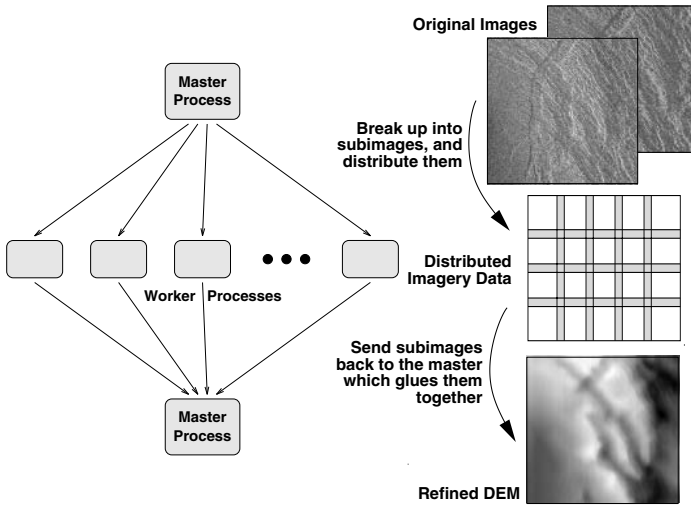 Original Images
Master
Process
Break up into
subimages, and
distribute them
Distributed
Imagery Data
Worker Processes
Send subimages
back to the master
which glues them
together
Master
Process
Refined DEM